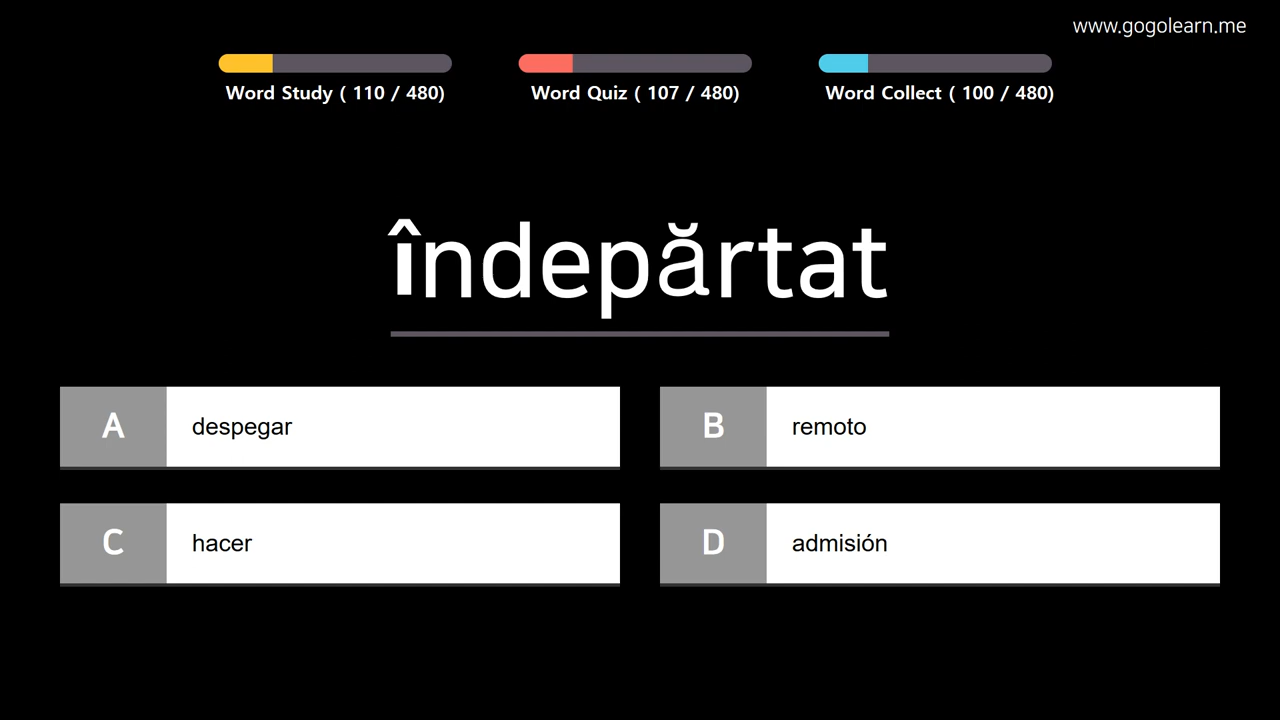 www.gogolearn.me
Word Study ( 110 / 480)
Word Quiz ( 107 / 480)
Word Collect ( 100 / 480)
îndepărtat
A despegar
B remoto
C hacer
D admisión